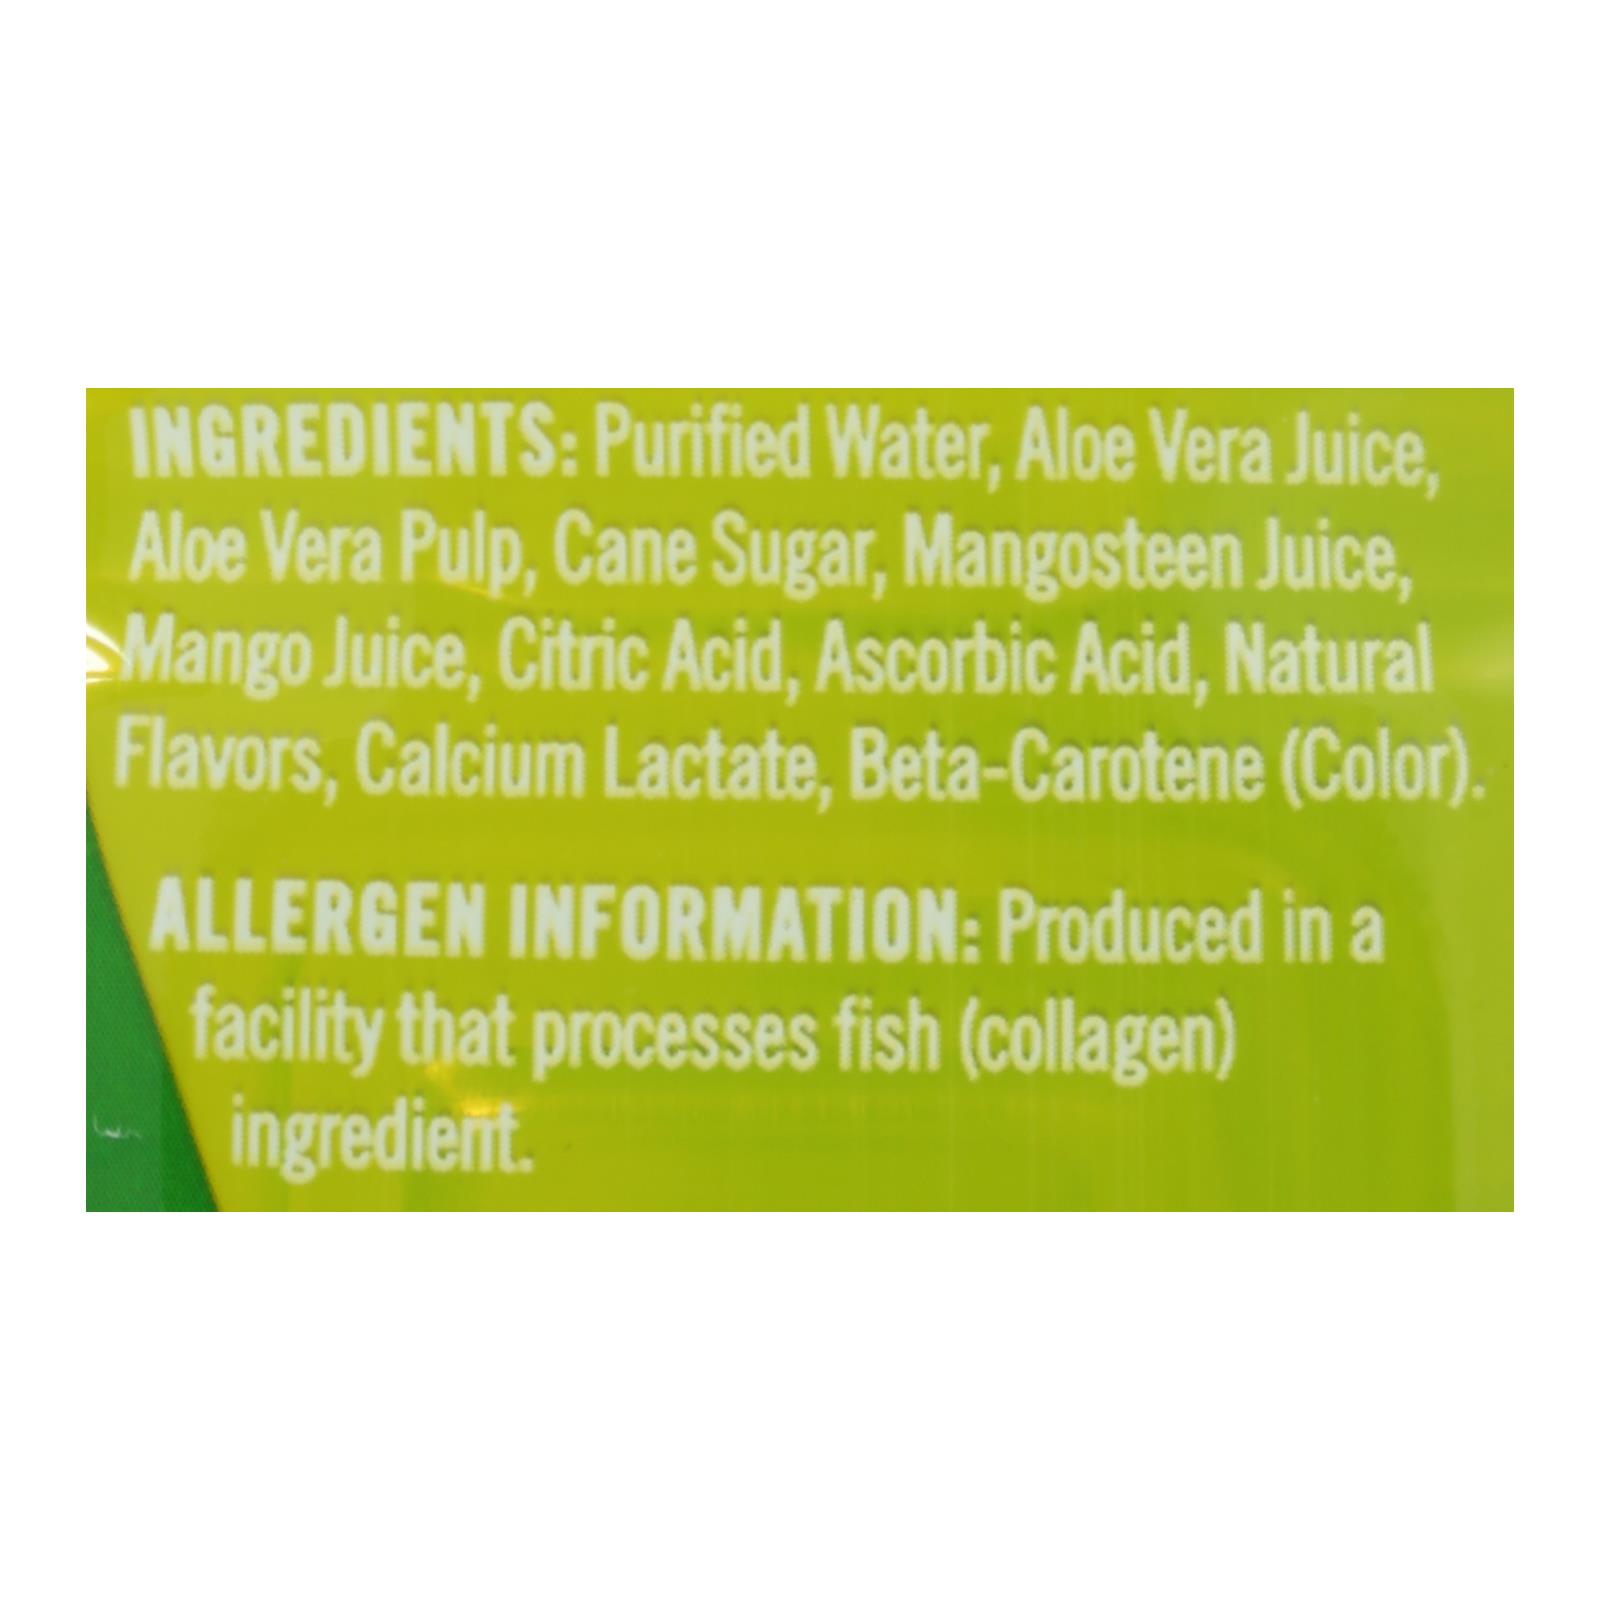 INGREDIENTS: Purified Water, Aloe Vera Juice,
Aloe Vera Pulp, Cane Sugar, Mangosteen Juice,
Mango Juice, Citric Acid, Ascorbic Acid, Natural
Flavors, Calcium Lactate, Beta-Carotene (Color).
ALLERGEN INFORMATION: Produced in a
facility that processes fish (collagen)
ingredient.